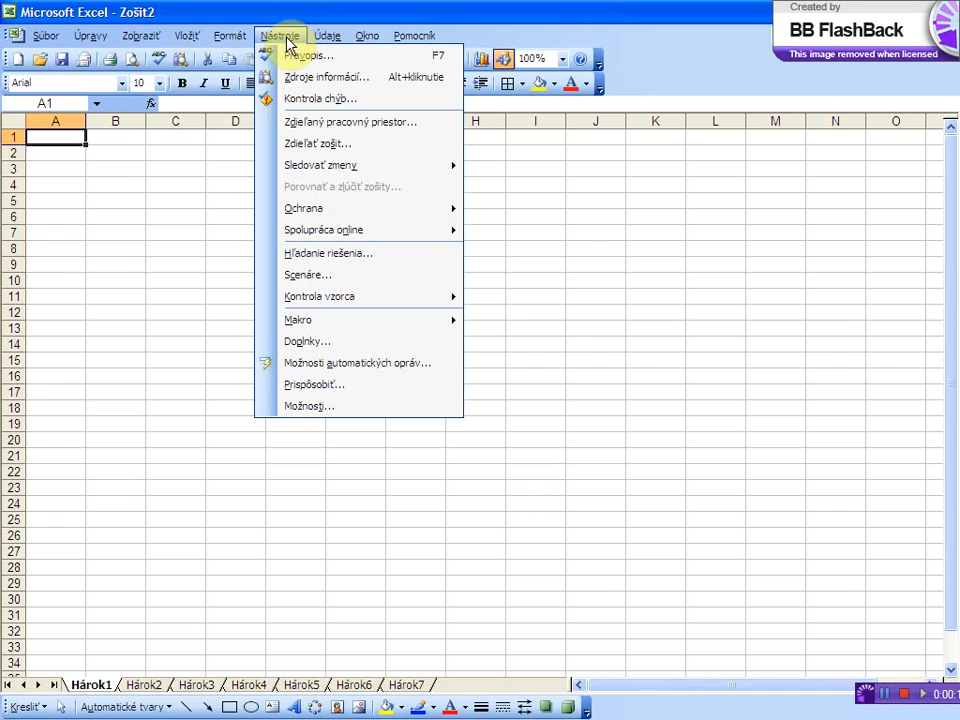 Microsoft Excel - Zošit2
Created by
BB FlashBack
This image removed when licensed
Súbor Úpravy Zobraziť Vložiť Formát Nástroje Údaje Okno Pomocník
100%
Arial 10 B I U
A1 fx
A B C D H I J K L M N O
Pravopis... F7
Zdroje informácií... Alt+kliknutie
Kontrola chýb...
Zdieľaný pracovný priestor...
Zdieľať zošit...
Sledovať zmeny
Porovnať a zlúčiť zošity...
Ochrana
Spolupráca online
Hľadanie riešenia...
Scenáre...
Kontrola vzorca
Makro
Doplnky...
Možnosti automatických opráv...
Prispôsobiť...
Možnosti...
1
2
3
4
5
6
7
8
9
10
11
12
13
14
15
16
17
18
19
20
21
22
23
24
25
26
27
28
29
30
31
32
33
34
Hárok1 Hárok2 Hárok3 Hárok4 Hárok5 Hárok6 Hárok7
Kresliť Automatické tvary
0:00:1